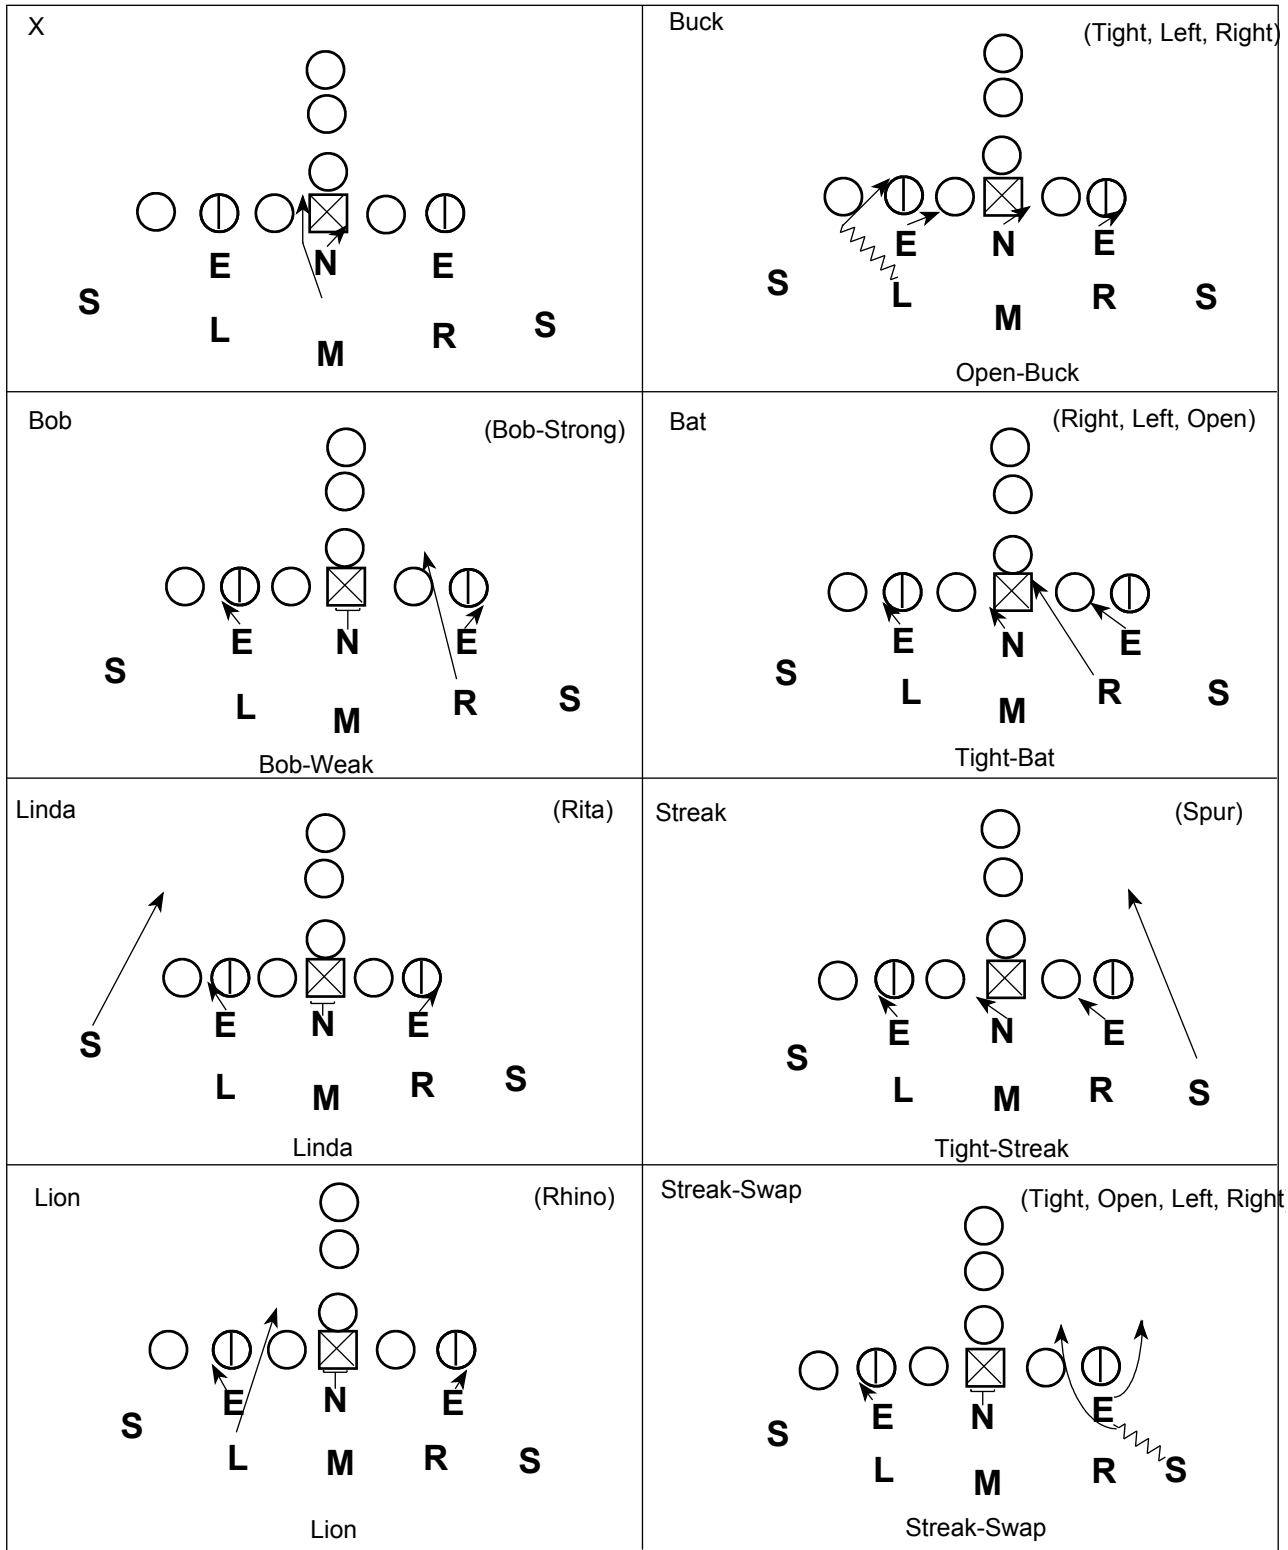 X
E N E
S S
L R
M
Buck
(Tight, Left, Right)
E N E
S L R S
M
Open-Buck
Bob
(Bob-Strong)
E N E
S S
L M R
Bob-Weak
Bat
(Right, Left, Open)
E N E
S S
L M R
Tight-Bat
Linda
(Rita)
E N E
S S
L M R
Linda
Streak
(Spur)
E N E
S S
L M R
Tight-Streak
Lion
(Rhino)
E N E
S S
L M R
Lion
Streak-Swap
(Tight, Open, Left, Right
E N E
S S
L M R
Streak-Swap